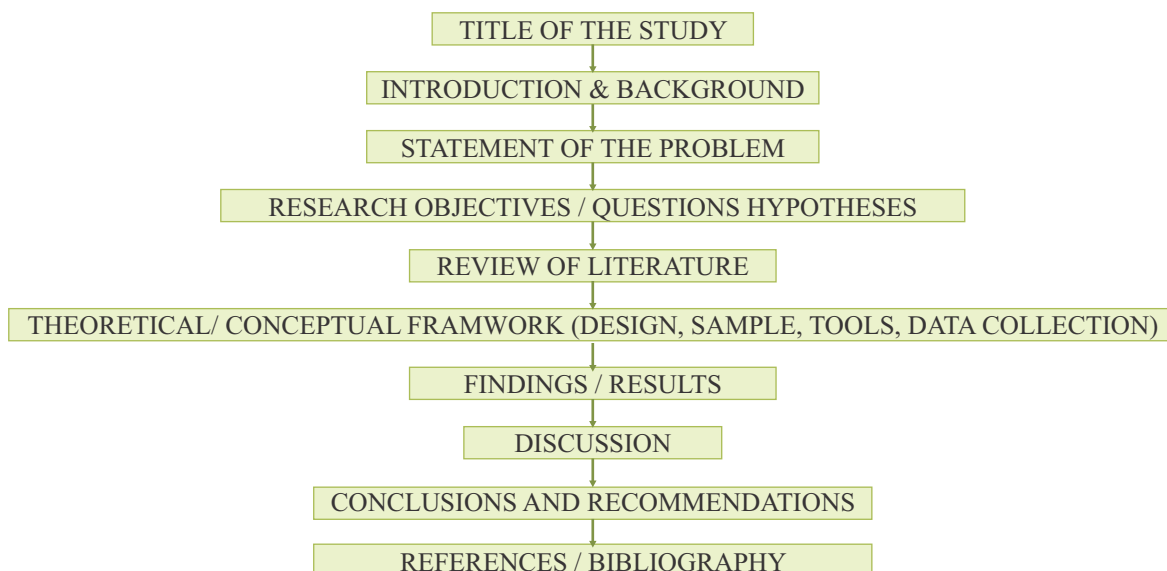 TITLE OF THE STUDY
INTRODUCTION & BACKGROUND
STATEMENT OF THE PROBLEM
RESEARCH OBJECTIVES / QUESTIONS HYPOTHESES
REVIEW OF LITERATURE
THEORETICAL/ CONCEPTUAL FRAMWORK (DESIGN, SAMPLE, TOOLS, DATA COLLECTION)
FINDINGS / RESULTS
DISCUSSION
CONCLUSIONS AND RECOMMENDATIONS
REFERENCES / BIBLIOGRAPHY